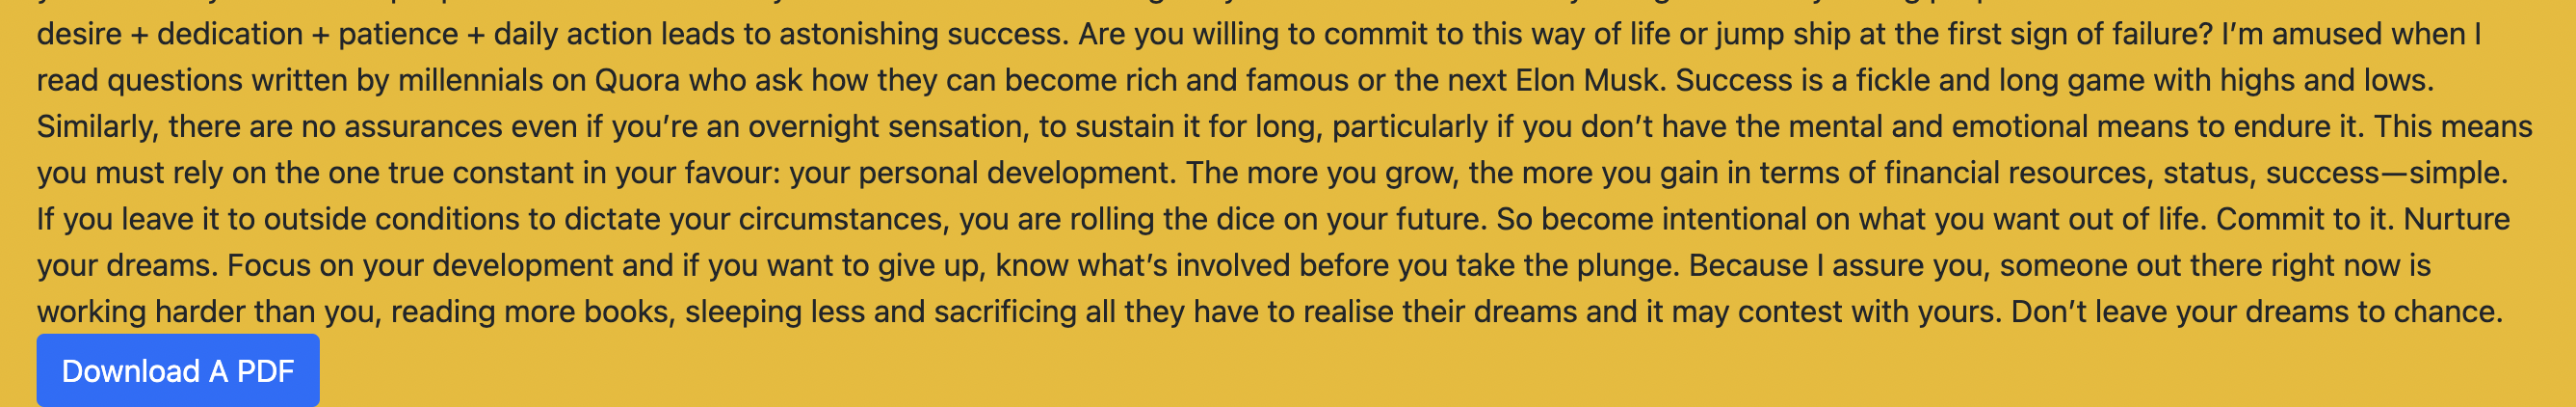 desire + dedication + patience + daily action leads to astonishing success. Are you willing to commit to this way of life or jump ship at the first sign of failure? I’m amused when I
read questions written by millennials on Quora who ask how they can become rich and famous or the next Elon Musk. Success is a fickle and long game with highs and lows.
Similarly, there are no assurances even if you’re an overnight sensation, to sustain it for long, particularly if you don’t have the mental and emotional means to endure it. This means
you must rely on the one true constant in your favour: your personal development. The more you grow, the more you gain in terms of financial resources, status, success—simple.
If you leave it to outside conditions to dictate your circumstances, you are rolling the dice on your future. So become intentional on what you want out of life. Commit to it. Nurture
your dreams. Focus on your development and if you want to give up, know what’s involved before you take the plunge. Because I assure you, someone out there right now is
working harder than you, reading more books, sleeping less and sacrificing all they have to realise their dreams and it may contest with yours. Don’t leave your dreams to chance.
Download A PDF